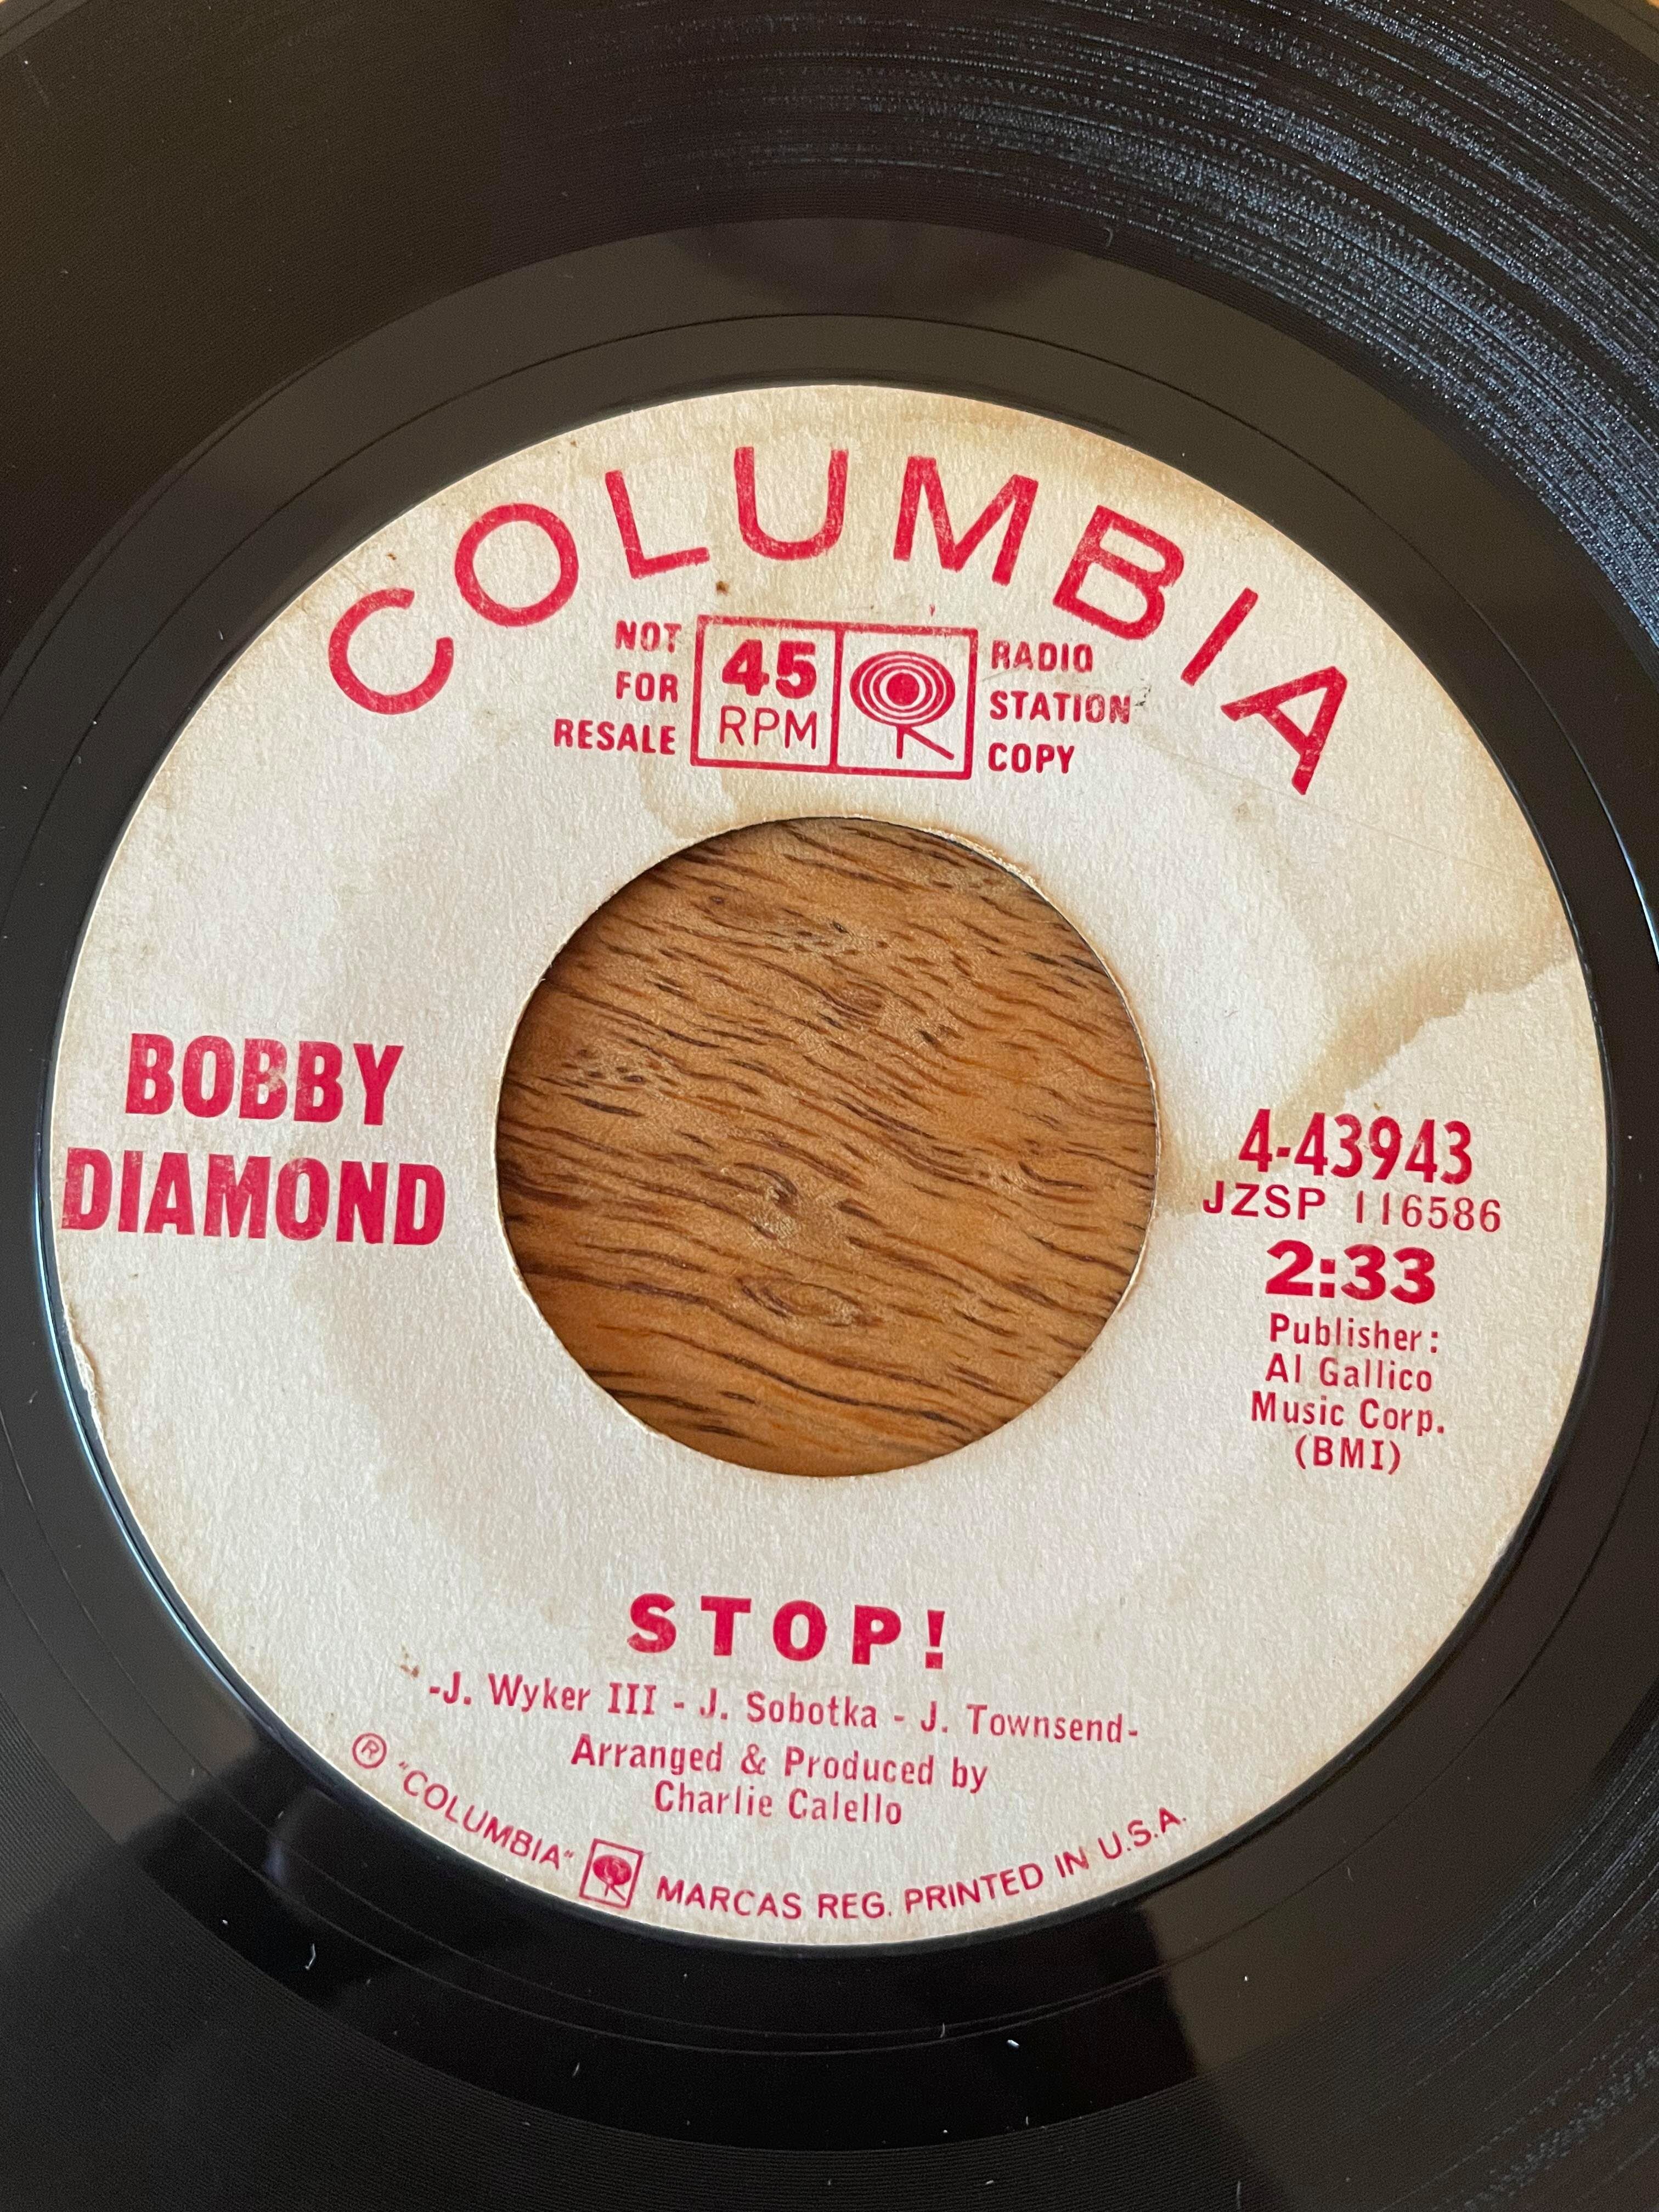 COLUMBIA
NOT
FOR
RESALE
45
RPM
RADIO
STATION
COPY
BOBBY
DIAMOND
4-43943
JZSP 116586
2:33
Publisher:
Al Gallico
Music Corp.
(BMI)
STOP!
-J. Wyker III - J. Sobotka - J. Townsend-
Arranged & Produced by
Charlie Calello
® "COLUMBIA" MARCAS REG. PRINTED IN U.S.A.